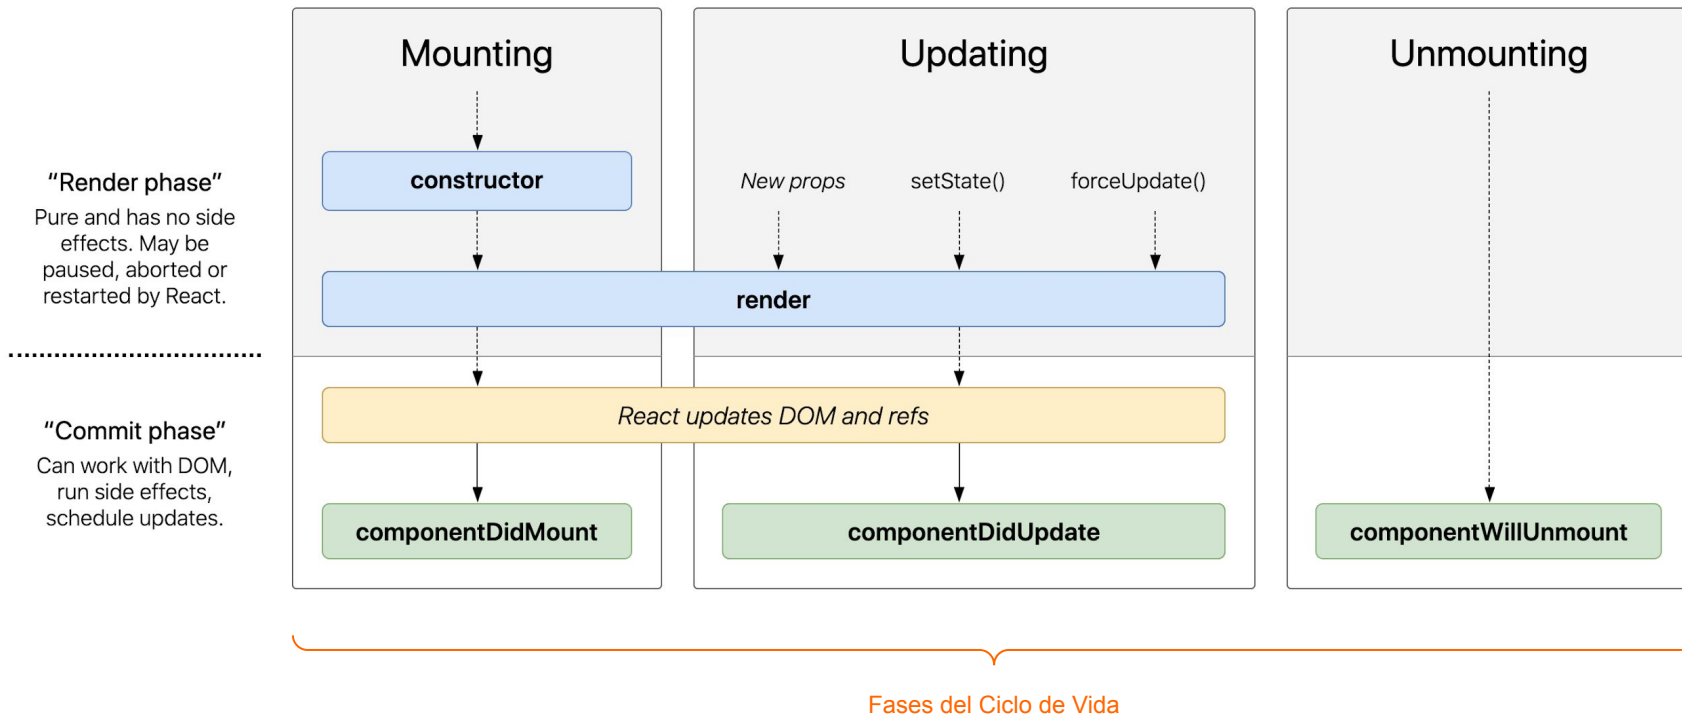 Mounting
Updating
Unmounting
“Render phase”
Pure and has no side
effects. May be
paused, aborted or
restarted by React.
constructor
New props
setState()
forceUpdate()
render
“Commit phase”
Can work with DOM,
run side effects,
schedule updates.
React updates DOM and refs
componentDidMount
componentDidUpdate
componentWillUnmount
Fases del Ciclo de Vida